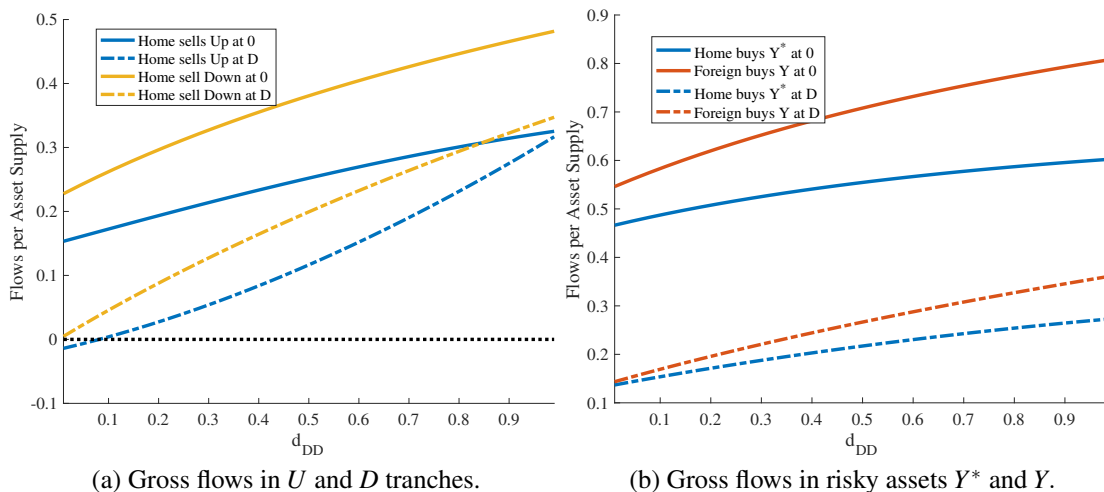 0.5
0.4
0.3
0.2
0.1
0
-0.1
Flows per Asset Supply
Home sells Up at 0
Home sells Up at D
Home sell Down at 0
Home sell Down at D
0.1 0.2 0.3 0.4 0.5 0.6 0.7 0.8 0.9
d_DD
(a) Gross flows in U and D tranches.
0.9
0.8
0.7
0.6
0.5
0.4
0.3
0.2
0.1
Flows per Asset Supply
Home buys Y* at 0
Foreign buys Y at 0
Home buys Y* at D
Foreign buys Y at D
0.1 0.2 0.3 0.4 0.5 0.6 0.7 0.8 0.9
d_DD
(b) Gross flows in risky assets Y* and Y.